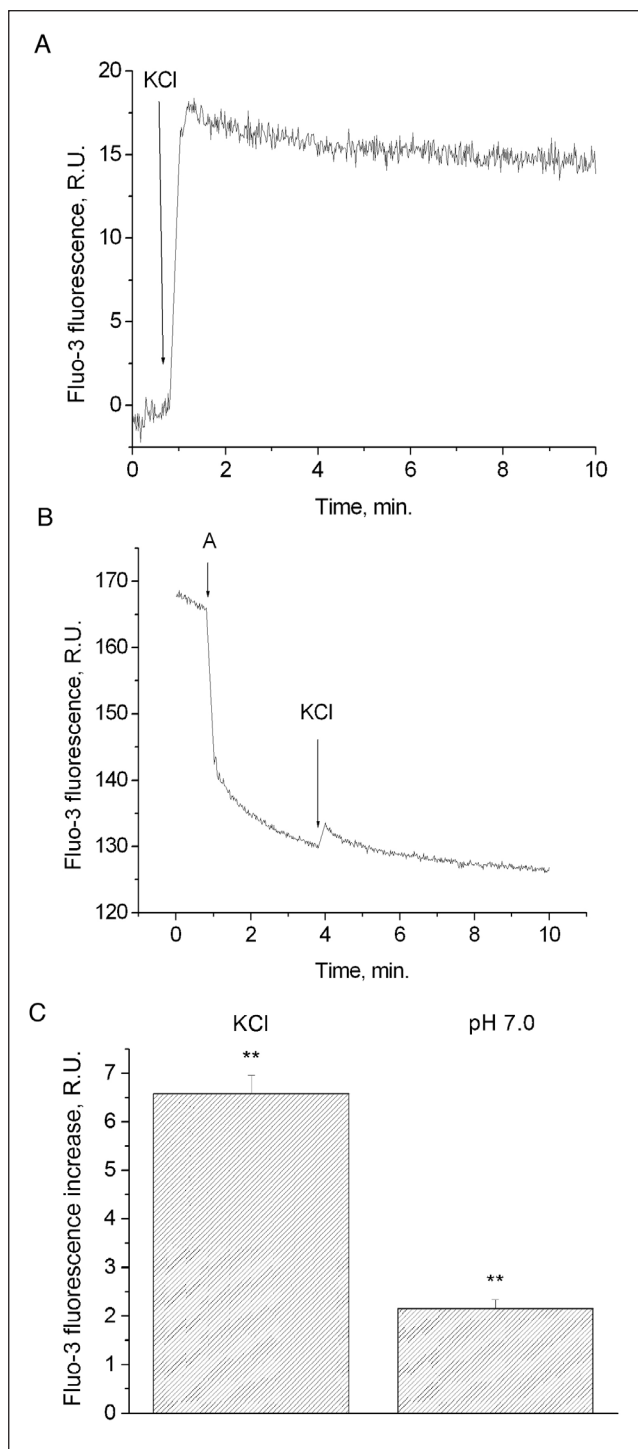 A
KCl
20
15
10
5
0
Fluo-3 fluorescence, R.U.
0 2 4 6 8 10
Time, min.
B
A
KCl
170
160
150
140
130
120
Fluo-3 fluorescence, R.U.
0 2 4 6 8 10
Time, min.
C
KCl pH 7.0
** **
7
6
5
4
3
2
1
0
Fluo-3 fluorescence increase, R.U.